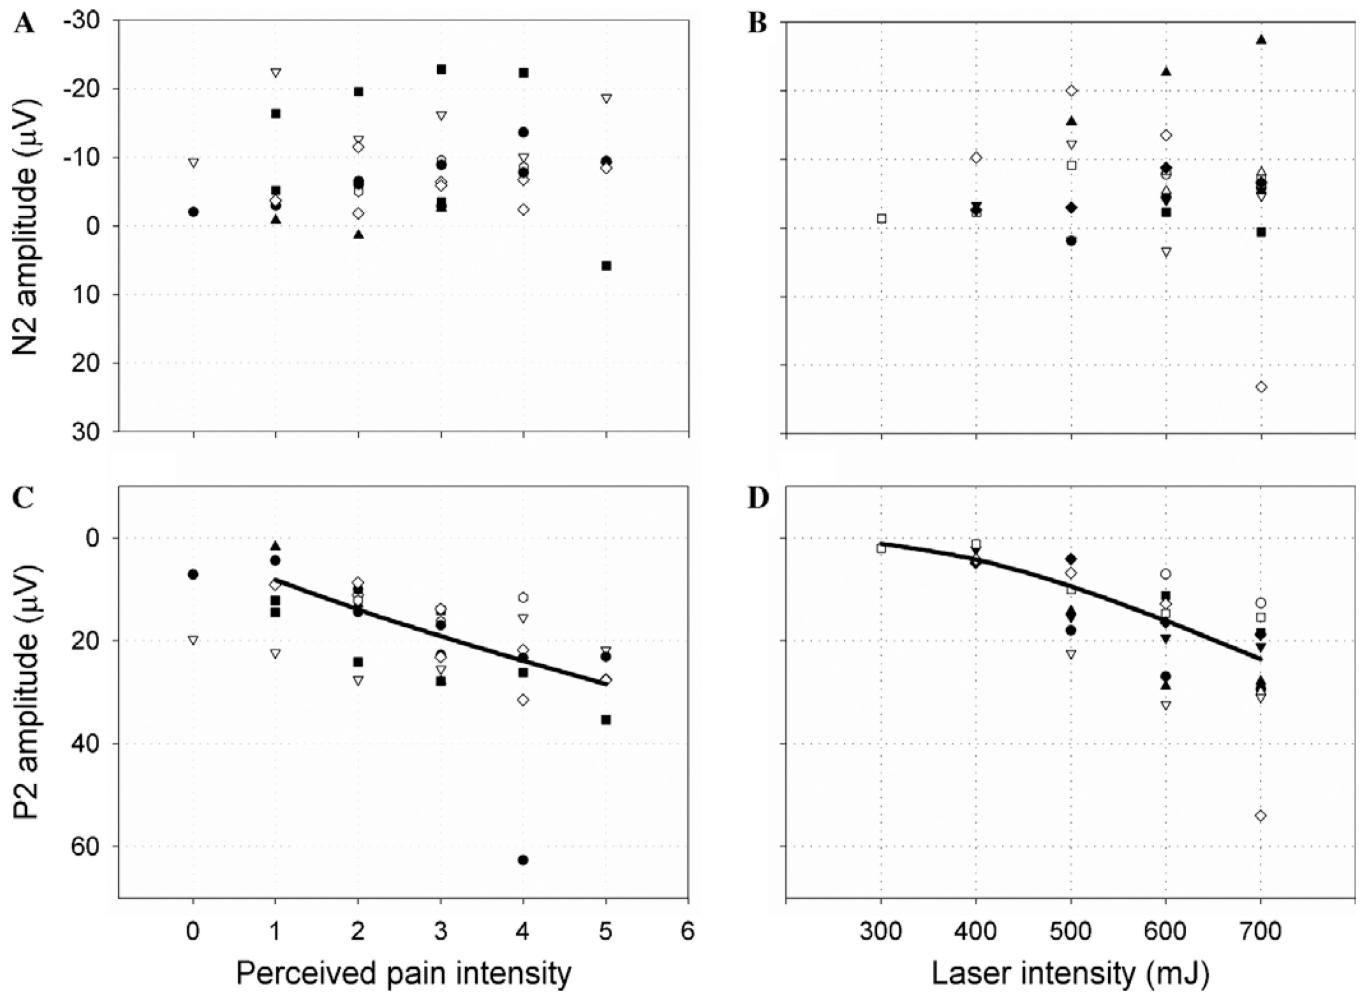 A
B
-30
-20
-10
0
10
20
30
N2 amplitude (μV)
C
D
0
20
40
60
P2 amplitude (μV)
0 1 2 3 4 5 6
300 400 500 600 700
Perceived pain intensity
Laser intensity (mJ)